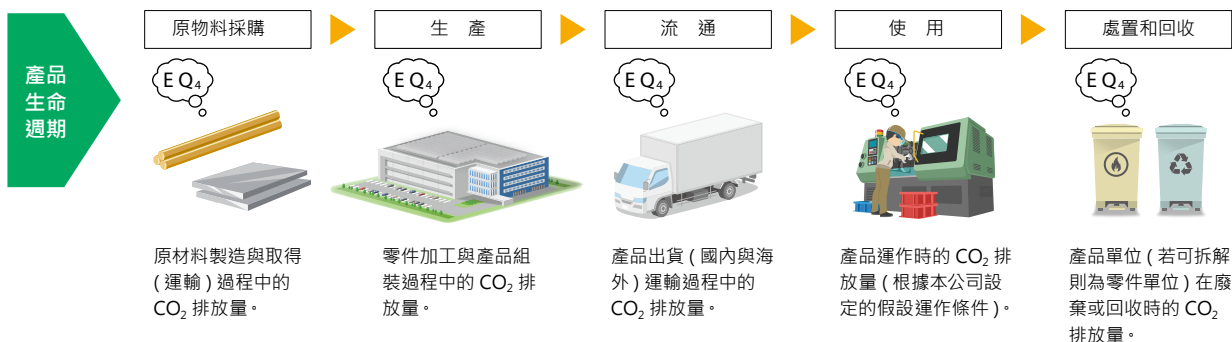 產品
生命
週期
原物料採購
生 產
流 通
使 用
處置和回收
E Q₄
E Q₄
E Q₄
E Q₄
E Q₄
原材料製造與取得
( 運輸 ) 過程中的
CO₂ 排放量。
零件加工與產品組
裝過程中的 CO₂ 排
放量。
產品出貨 ( 國內與海
外 ) 運輸過程中的
CO₂ 排放量。
產品運作時的 CO₂ 排
放量 ( 根據本公司設
定的假設運作條件 )。
產品單位 ( 若可拆解
則為零件單位 ) 在廢
棄或回收時的 CO₂
排放量。